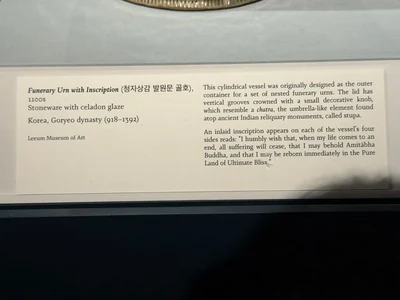 Funerary Urn with Inscription (청자상감 발원문 골호),
1200s
Stoneware with celadon glaze
Korea, Goryeo dynasty (918–1392)
Leeum Museum of Art
This cylindrical vessel was originally designed as the outer
container for a set of nested funerary urns. The lid has
vertical grooves crowned with a small decorative knob,
which resemble a chatra, the umbrella-like element found
atop ancient Indian reliquary monuments, called stupa.
An inlaid inscription appears on each of the vessel's four
sides reads: "I humbly wish that, when my life comes to an
end, all suffering will cease, that I may behold Amitābha
Buddha, and that I may be reborn immediately in the Pure
Land of Ultimate Bliss."